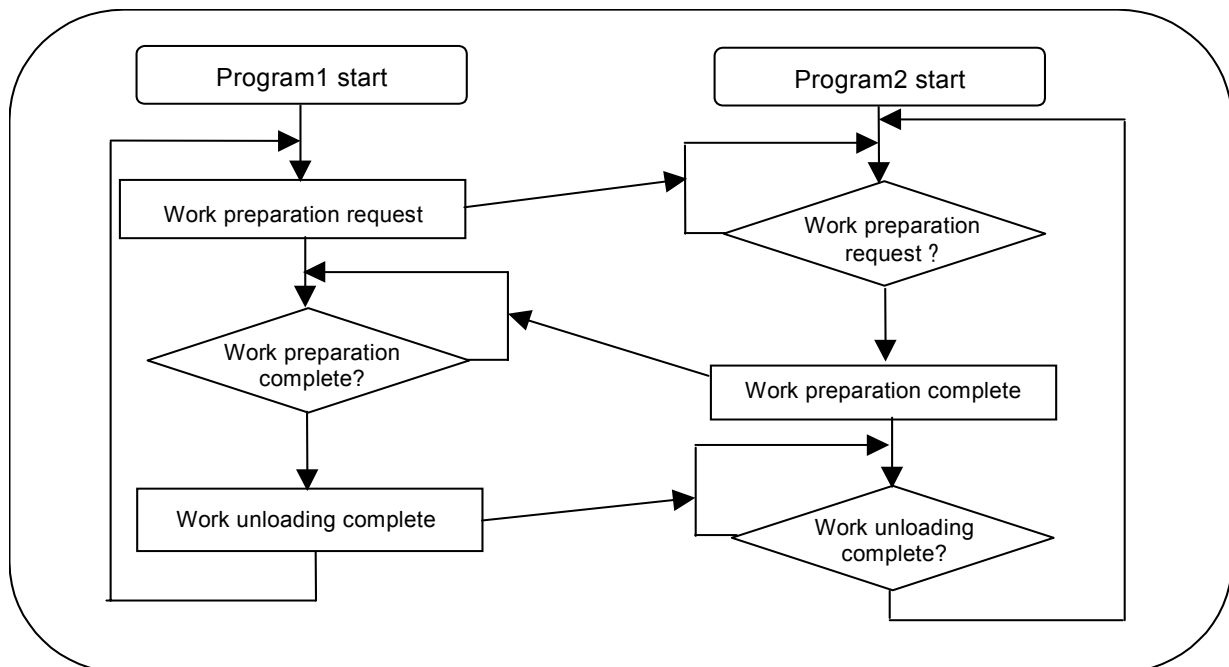 Program1 start
Program2 start
Work preparation request
Work preparation
request ?
Work preparation
complete?
Work preparation complete
Work unloading complete
Work unloading
complete?